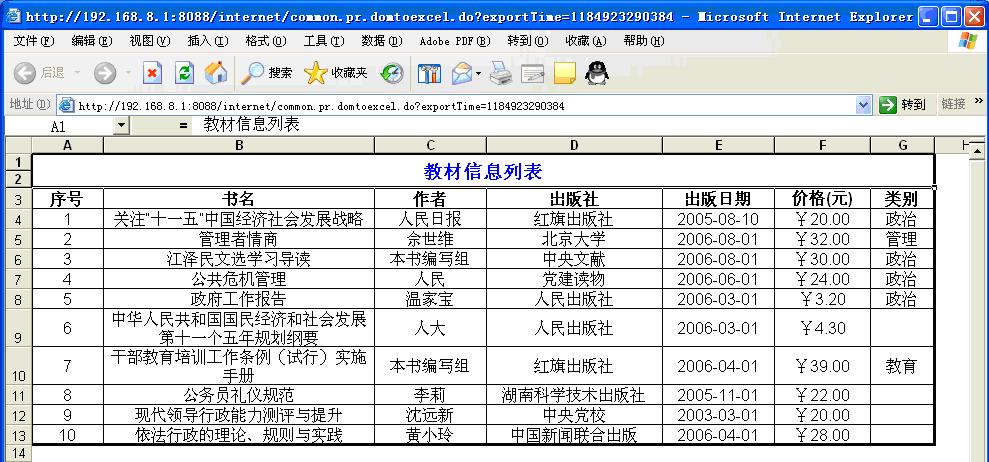 http://192.168.8.1:8088/internet/common.pr.domtoexcel.do?exportTime=1184923290384 - Microsoft Internet Explorer
文件(F) 编辑(E) 视图(V) 插入(I) 格式(O) 工具(T) 数据(D) Adobe PDF(B) 转到(O) 收藏(A) 帮助(H)
后退 搜索 收藏夹
地址(D) http://192.168.8.1:8088/internet/common.pr.domtoexcel.do?exportTime=1184923290384 转到 链接 »
A1 = 教材信息列表
A B C D E F G H
1
2 教材信息列表
3 序号 书名 作者 出版社 出版日期 价格(元) 类别
4 1 关注"十一五"中国经济社会发展战略 人民日报 红旗出版社 2005-08-10 ￥20.00 政治
5 2 管理者情商 余世维 北京大学 2006-08-01 ￥32.00 管理
6 3 江泽民文选学习导读 本书编写组 中央文献 2006-08-01 ￥30.00 政治
7 4 公共危机管理 人民 党建读物 2006-06-01 ￥24.00 政治
8 5 政府工作报告 温家宝 人民出版社 2006-03-01 ￥3.20 政治
9 6 中华人民共和国国民经济和社会发展 人大 人民出版社 2006-03-01 ￥4.30
第十一个五年规划纲要
10 7 干部教育培训工作条例（试行）实施 本书编写组 红旗出版社 2006-04-01 ￥39.00 教育
手册
11 8 公务员礼仪规范 李莉 湖南科学技术出版社 2005-11-01 ￥22.00
12 9 现代领导行政能力测评与提升 沈远新 中央党校 2003-03-01 ￥20.00
13 10 依法行政的理论、规则与实践 黄小玲 中国新闻联合出版 2006-04-01 ￥28.00
14